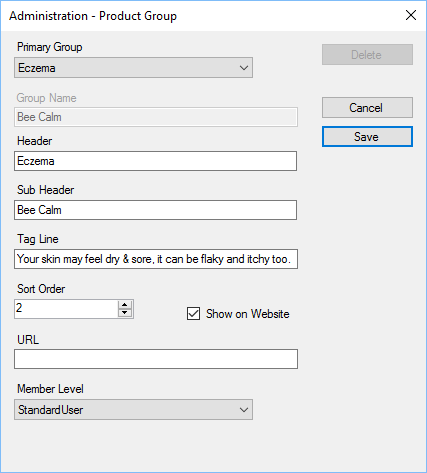 Administration - Product Group
Primary Group
Eczema
Delete
Group Name
Bee Calm
Cancel
Save
Header
Eczema
Sub Header
Bee Calm
Tag Line
Your skin may feel dry & sore, it can be flaky and itchy too.
Sort Order
2
Show on Website
URL
Member Level
StandardUser